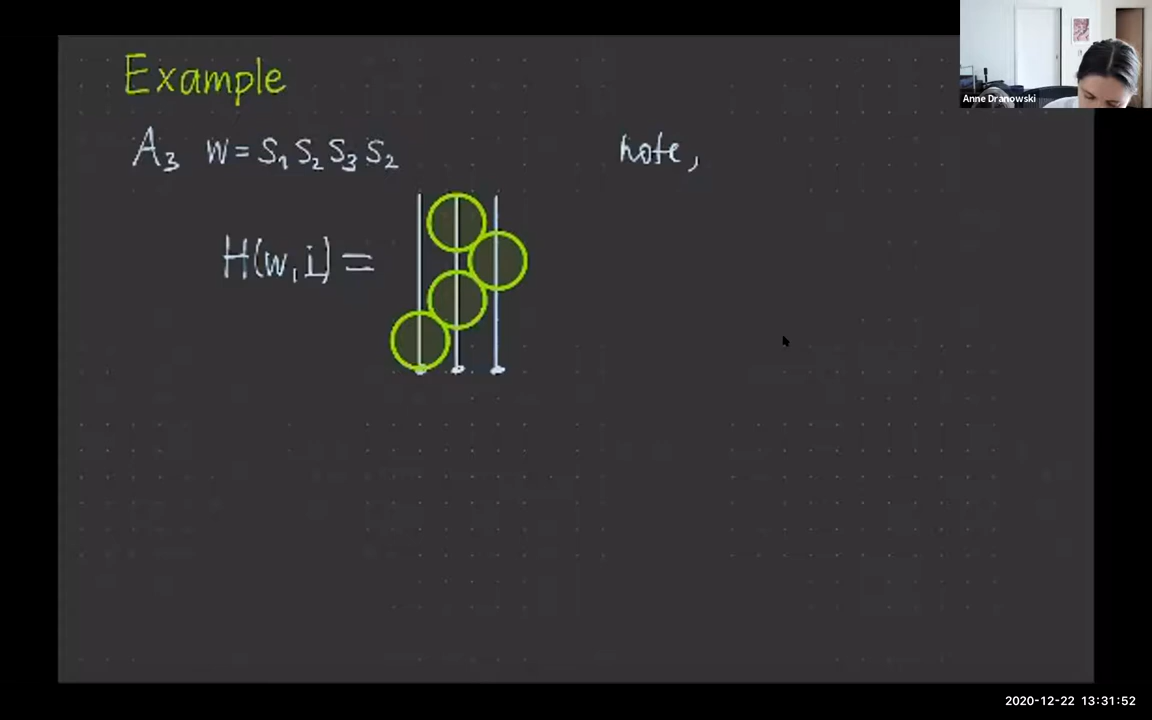 Example
A₃ w = s₁ s₂ s₃ s₂
note,
H(w, i) =
Anne Dranowski
2020-12-22 13:31:52